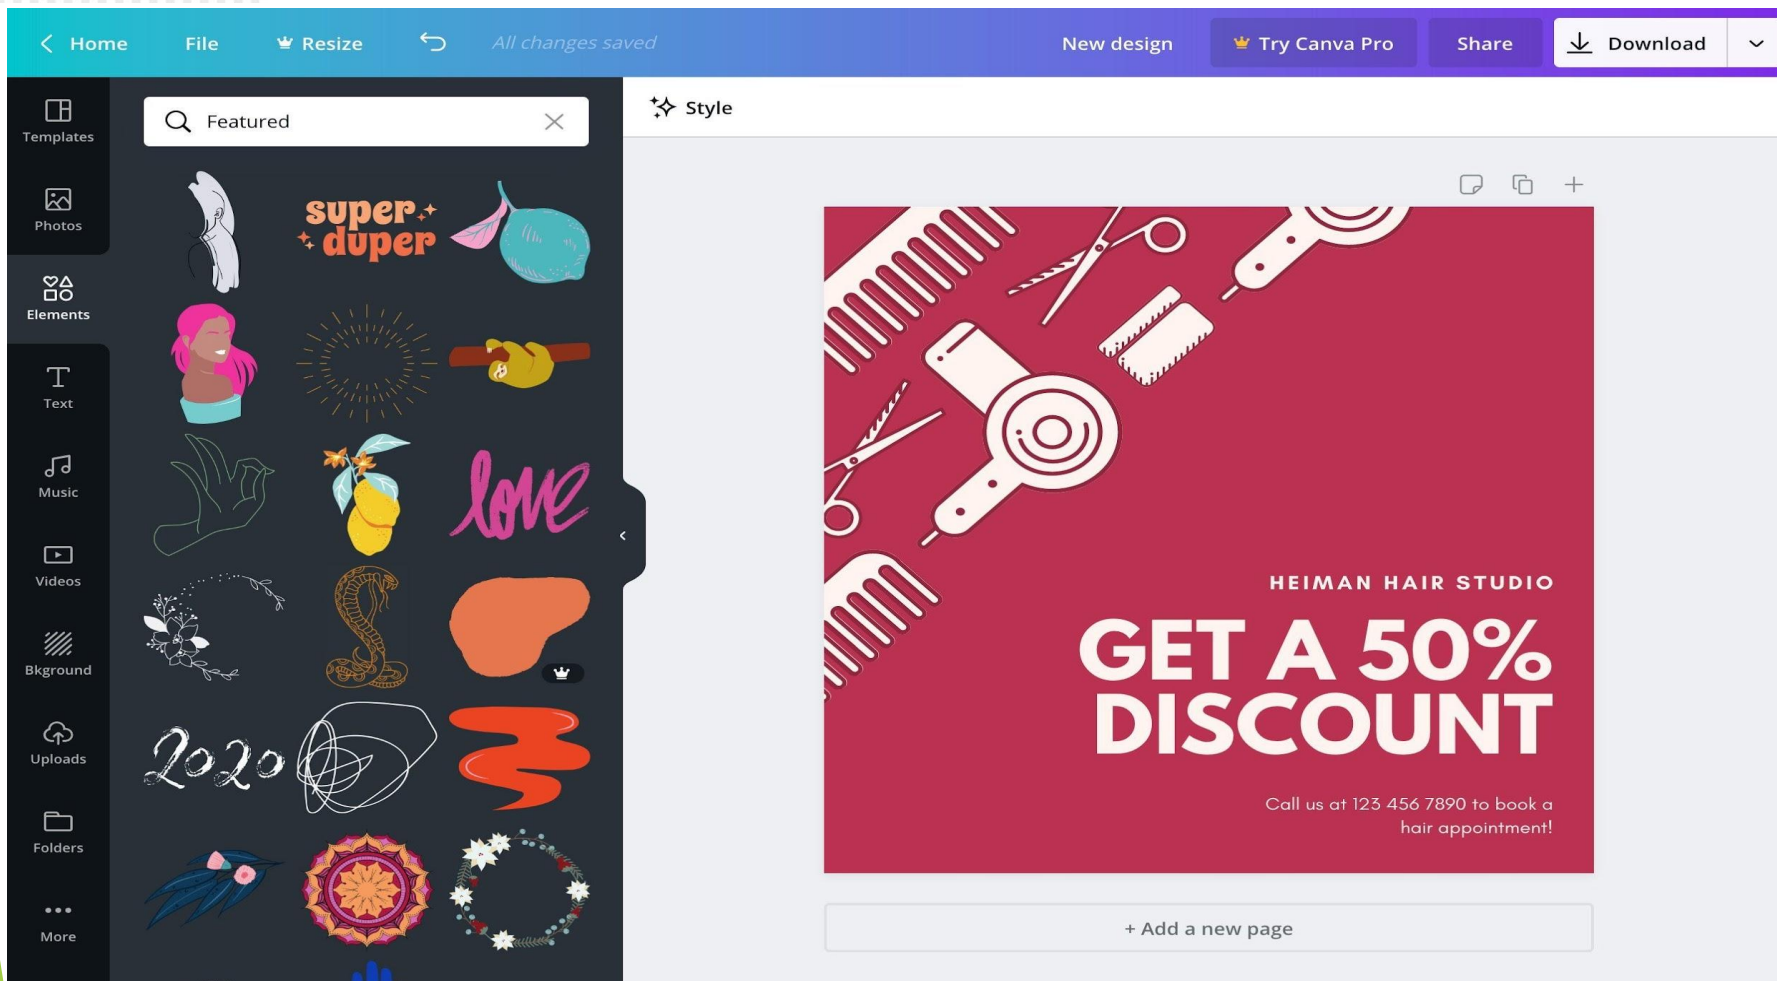 Home File Resize All changes saved New design Try Canva Pro Share Download
Templates
Photos
Elements
Text
Music
Videos
Bkground
Uploads
Folders
More
Featured
super
duper
love
2020
Style
HEIMAN HAIR STUDIO
GET A 50%
DISCOUNT
Call us at 123 456 7890 to book a
hair appointment!
+ Add a new page